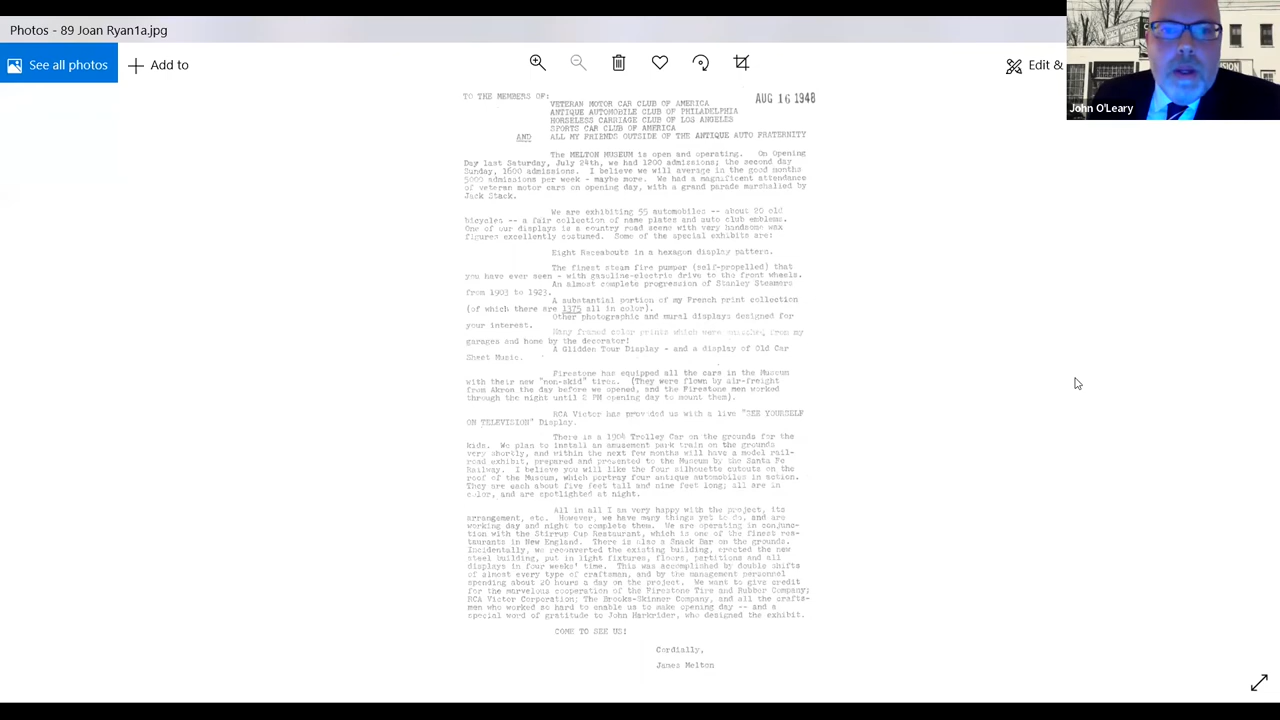 Photos - 89 Joan Ryan1a.jpg
See all photos
Add to
Edit &
John O'Leary
TO THE MEMBERS OF:
AUG 16 1948
VETERAN MOTOR CAR CLUB OF AMERICA
ANTIQUE AUTOMOBILE CLUB OF PHILADELPHIA
HORSELESS CARRIAGE CLUB OF LOS ANGELES
SPORTS CAR CLUB OF AMERICA
AND ALL MY FRIENDS OUTSIDE OF THE ANTIQUE AUTO FRATERNITY
The MELTON MUSEUM is open and operating. On Opening
Day last Saturday, July 24th, we had 1200 admissions; the second day
Sunday, 1600 admissions. I believe we will average in the good months
5000 admissions per week - maybe more. We had a magnificent attendance
of veteran motor cars on opening day, with a grand parade marshalled by
Jack Stack.
We are exhibiting 55 automobiles -- about 20 old
bicycles -- a fair collection of name plates and auto club emblems.
One of our displays is a country road scene with very handsome wax
figures excellently costumed. Some of the special exhibits are:
Eight Raceabouts in a hexagon display pattern.
The finest steam fire pumper (self-propelled) that
you have ever seen - with gasoline-electric drive to the front wheels.
An almost complete progression of Stanley Steamers
from 1903 to 1923.
A substantial portion of my French print collection
(of which there are 1375 all in color).
Other photographic and mural displays designed for
your interest.
Many framed color prints which were from my
garages and home by the decorator!
A Glidden Tour Display - and a display of Old Car
Sheet Music.
Firestone has equipped all the cars in the Museum
with their new "non-skid" tires. (They were flown by air-freight
from Akron the day before we opened, and the Firestone men worked
through the night until 2 PM opening day to mount them).
RCA Victor has provided us with a live "SEE YOURSELF
ON TELEVISION" Display.
There is a 1904 Trolley Car on the grounds for the
kids. We plan to install an amusement park train on the grounds
very shortly, and within the next few months will have a model rail-
road exhibit, prepared and presented to the Museum by the Santa Fe
Railway. I believe you will like the four silhouette cutouts on the
roof of the Museum, which portray four antique automobiles in action.
They are each about five feet tall and nine feet long; all are in
color, and are spotlighted at night.
All in all I am very happy with the project, its
arrangement, etc. However, we have many things yet to do, and are
working day and night to complete them. We are operating in conjunc-
tion with the Stirrup Cup Restaurant, which is one of the finest res-
taurants in New England. There is also a Snack Bar on the grounds.
Incidentally, we reconverted the existing building, erected the new
steel building, put in light fixtures, floors, partitions and all
displays in four weeks' time. This was accomplished by double shifts
of almost every type of craftsman, and by the management personnel
spending about 20 hours a day on the project. We want to give credit
for the marvelous cooperation of the Firestone Tire and Rubber Company;
RCA Victor Corporation; The Brooks-Skinner Company, and all the crafts-
men who worked so hard to enable us to make opening day -- and a
special word of gratitude to John Harkrider, who designed the exhibit.
COME TO SEE US!
Cordially,
James Melton